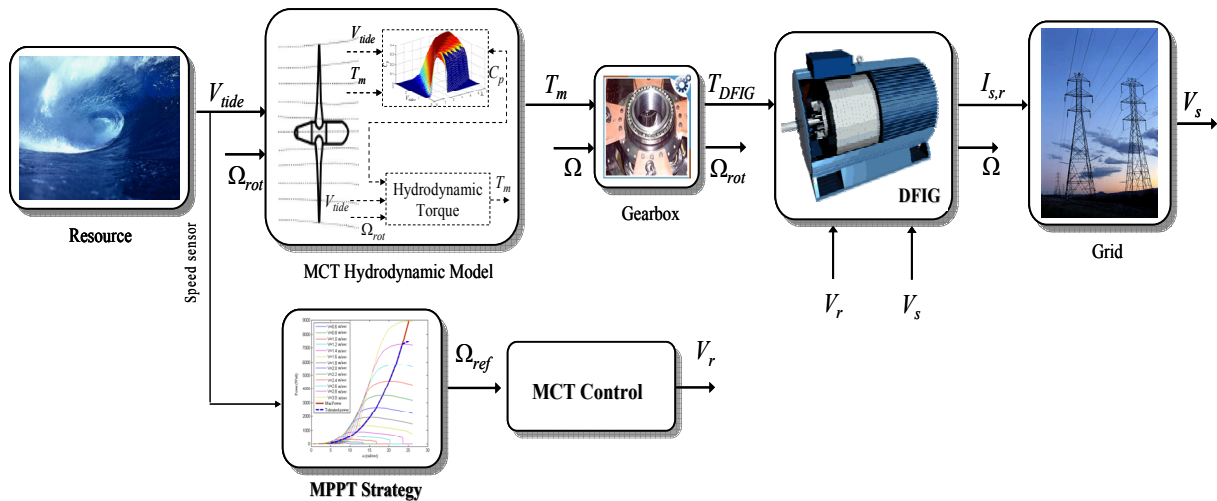 V_tide
Ω_rot
Resource
Speed sensor
V_tide
T_m
C_p
V_tide
Ω_rot
Hydrodynamic
Torque
T_m
MCT Hydrodynamic Model
T_m
Ω
Gearbox
T_DFIG
Ω_rot
DFIG
V_r
V_s
I_s,r
Ω
Grid
V_s
MPPT Strategy
Ω_ref
MCT Control
V_r